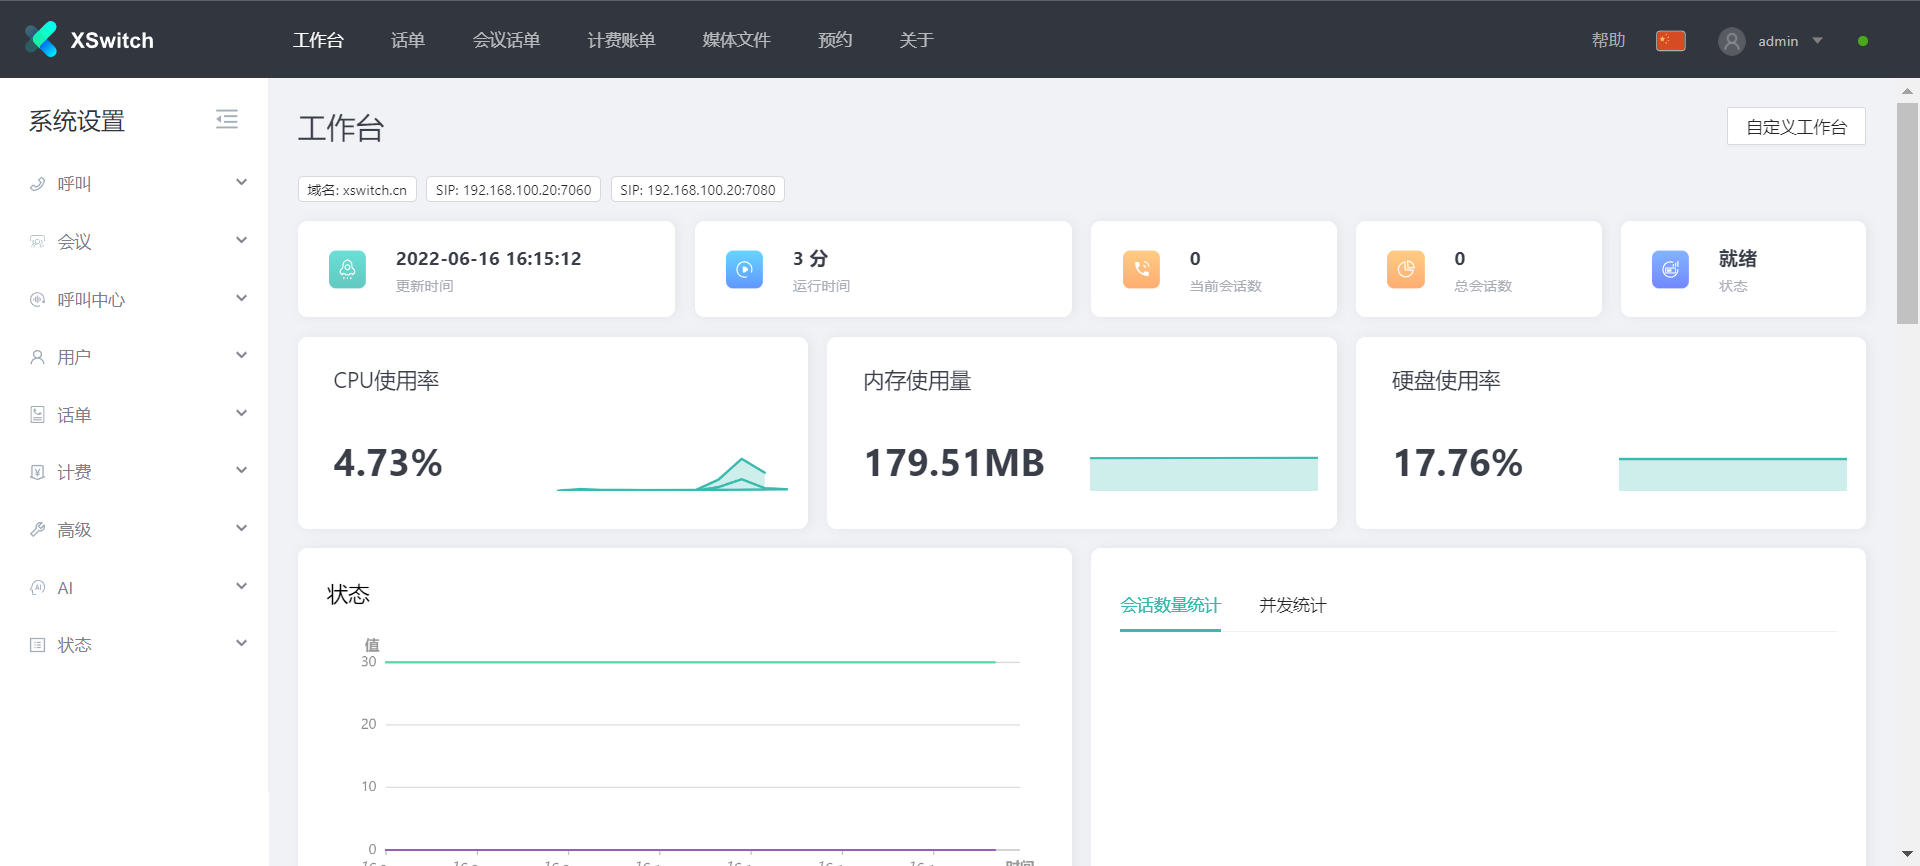 XSwitch
工作台 话单 会议话单 计费账单 媒体文件 预约 关于
帮助
admin
系统设置
呼叫
会议
呼叫中心
用户
话单
计费
高级
AI
状态
工作台
自定义工作台
域名: xswitch.cn SIP: 192.168.100.20:7060 SIP: 192.168.100.20:7080
2022-06-16 16:15:12
更新时间
3 分
运行时间
0
当前会话数
0
总会话数
就绪
状态
CPU使用率
4.73%
内存使用量
179.51MB
硬盘使用率
17.76%
状态
值
30
20
10
0
时间
会话数量统计 并发统计